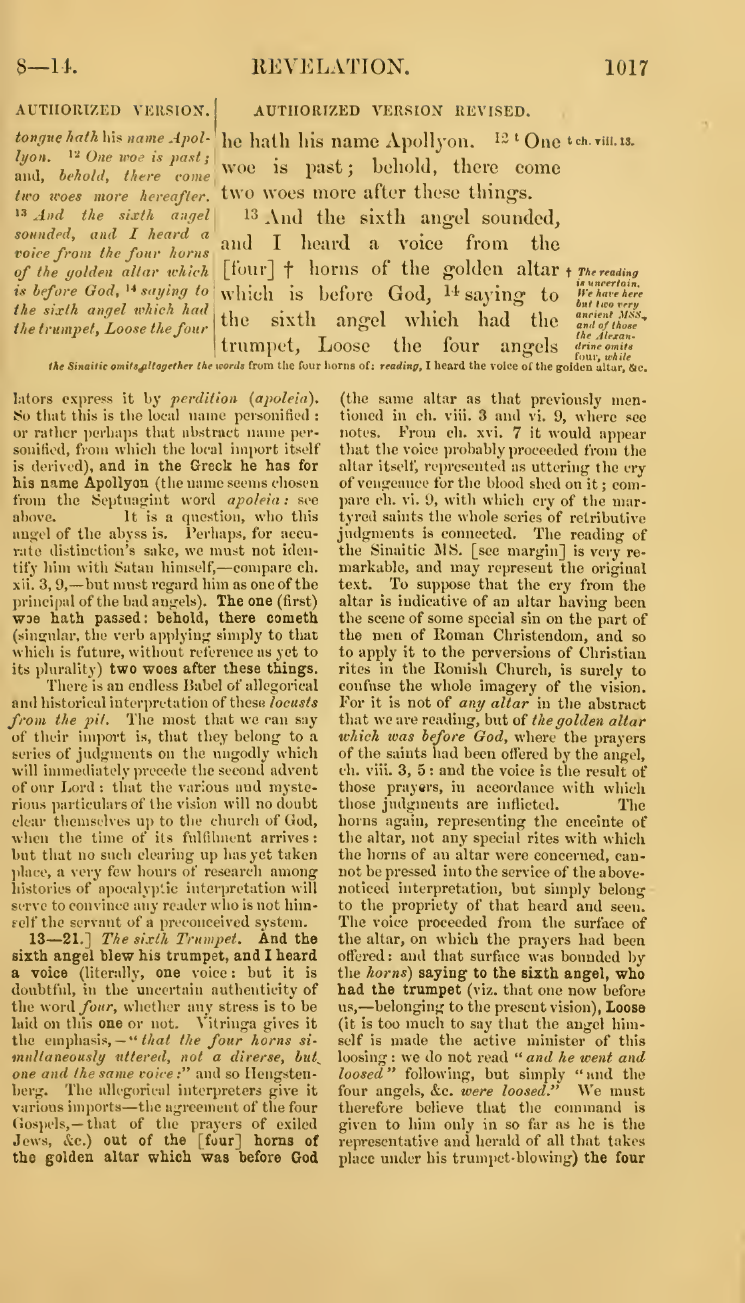 8—14. REVELATION. 1017
AUTHORIZED VERSION.
tongue hath his name Apol-
lyon. 12 One woe is past;
and, behold, there come
two woes more hereafter.
13 And the sixth angel
sounded, and I heard a
voice from the four horns
of the golden altar which
is before God, 14 saying to
the sixth angel which had
the trumpet, Loose the four
AUTHORIZED VERSION REVISED.
he hath his name Apollyon. 12 t One
woe is past; behold, there come
two woes more after these things.
13 And the sixth angel sounded,
and I heard a voice from the
[four] † horns of the golden altar
which is before God, 14 saying to
the sixth angel which had the
trumpet, Loose the four angels
t ch. viii. 13.
† The reading
is uncertain.
We have here
but two very
ancient MSS.,
and of those
the Alexan-
drine omits
four, while
the Sinaitic omits altogether the words from the four horns of; reading, I heard the voice of the golden altar, &c.
lators express it by perdition (apoleia).
So that this is the local name personified:
or rather perhaps that abstract name per-
sonified, from which the local import itself
is derived), and in the Greek he has for
his name Apollyon (the name seems chosen
from the Septuagint word apoleia: see
above. It is a question, who this
angel of the abyss is. Perhaps, for accu-
rate distinction's sake, we must not iden-
tify him with Satan himself,—compare ch.
xii. 3, 9,—but must regard him as one of the
principal of the bad angels). The one (first)
woe hath passed: behold, there cometh
(singular, the verb applying simply to that
which is future, without reference as yet to
its plurality) two woes after these things.
There is an endless Babel of allegorical
and historical interpretation of these locusts
from the pit. The most that we can say
of their import is, that they belong to a
series of judgments on the ungodly which
will immediately precede the second advent
of our Lord: that the various and myste-
rious particulars of the vision will no doubt
clear themselves up to the church of God,
when the time of its fulfilment arrives:
but that no such clearing up has yet taken
place, a very few hours of research among
histories of apocalyptic interpretation will
serve to convince any reader who is not him-
self the servant of a preconceived system.
13—21.] The sixth Trumpet. And the
sixth angel blew his trumpet, and I heard
a voice (literally, one voice: but it is
doubtful, in the uncertain authenticity of
the word four, whether any stress is to be
laid on this one or not. Vitringa gives it
the emphasis,—"that the four horns si-
multaneously uttered, not a diverse, but
one and the same voice:" and so Hengsten-
berg. The allegorical interpreters give it
various imports—the agreement of the four
Gospels,—that of the prayers of exiled
Jews, &c.) out of the [four] horns of
the golden altar which was before God
(the same altar as that previously men-
tioned in ch. viii. 3 and vi. 9, where see
notes. From ch. xvi. 7 it would appear
that the voice probably proceeded from the
altar itself, represented as uttering the cry
of vengeance for the blood shed on it; com-
pare ch. vi. 9, with which cry of the mar-
tyred saints the whole series of retributive
judgments is connected. The reading of
the Sinaitic MS. [see margin] is very re-
markable, and may represent the original
text. To suppose that the cry from the
altar is indicative of an altar having been
the scene of some special sin on the part of
the men of Roman Christendom, and so
to apply it to the perversions of Christian
rites in the Romish Church, is surely to
confuse the whole imagery of the vision.
For it is not of any altar in the abstract
that we are reading, but of the golden altar
which was before God, where the prayers
of the saints had been offered by the angel,
ch. viii. 3, 5: and the voice is the result of
those prayers, in accordance with which
those judgments are inflicted. The
horns again, representing the enceinte of
the altar, not any special rites with which
the horns of an altar were concerned, can-
not be pressed into the service of the above-
noticed interpretation, but simply belong
to the propriety of that heard and seen.
The voice proceeded from the surface of
the altar, on which the prayers had been
offered: and that surface was bounded by
the horns) saying to the sixth angel, who
had the trumpet (viz. that one now before
us,—belonging to the present vision), Loose
(it is too much to say that the angel him-
self is made the active minister of this
loosing: we do not read "and he went and
loosed" following, but simply "and the
four angels, &c. were loosed." We must
therefore believe that the command is
given to him only in so far as he is the
representative and herald of all that takes
place under his trumpet-blowing) the four